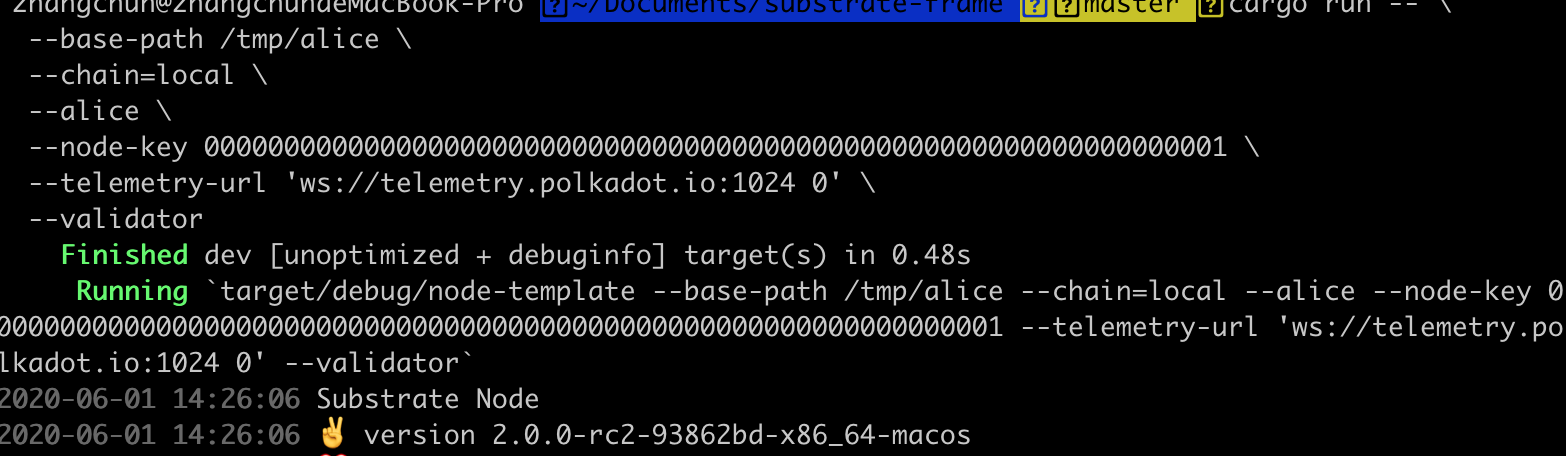 zhangchun@zhangchundeMacBook-Pro ~/Documents/substrate-frame master cargo run -- \
--base-path /tmp/alice \
--chain=local \
--alice \
--node-key 0000000000000000000000000000000000000000000000000000000000000001 \
--telemetry-url 'ws://telemetry.polkadot.io:1024 0' \
--validator
Finished dev [unoptimized + debuginfo] target(s) in 0.48s
Running `target/debug/node-template --base-path /tmp/alice --chain=local --alice --node-key 0
000000000000000000000000000000000000000000000000000000000000001 --telemetry-url 'ws://telemetry.po
lkadot.io:1024 0' --validator`
2020-06-01 14:26:06 Substrate Node
2020-06-01 14:26:06 ✌️ version 2.0.0-rc2-93862bd-x86_64-macos